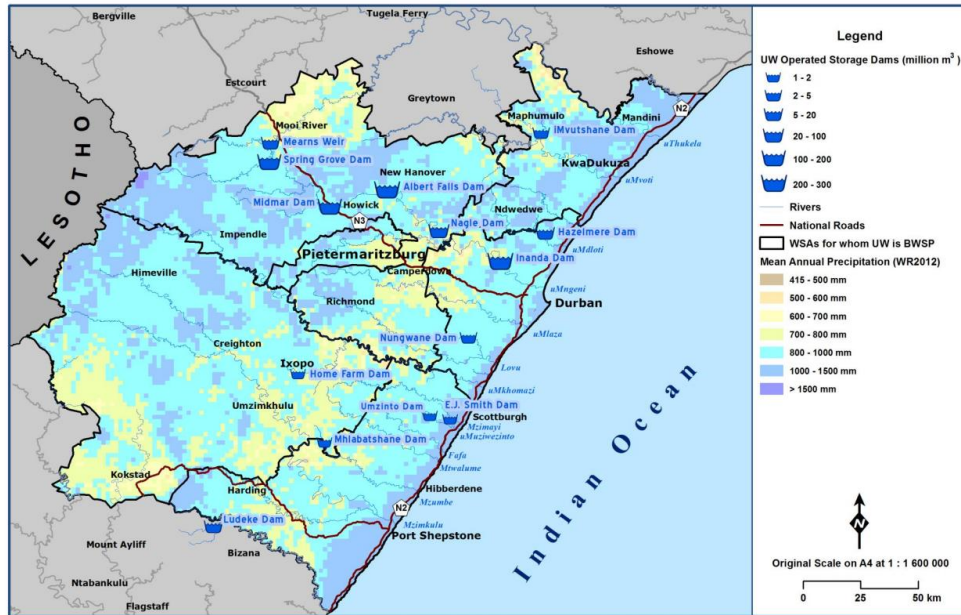 Bergville
Tugela Ferry
Eshowe
Estcourt
Greytown
Mooi River
Maphumulo
Mandini
N2
iMvutshane Dam
Mearns Weir
Spring Grove Dam
KwaDukuza
uThukela
LESOTHO
New Hanover
Albert Falls Dam
uMvoti
Midmar Dam
Howick
N3
Nagle Dam
Ndwedwe
Hazelmere Dam
Impendle
uMdloti
Pietermaritzburg
Inanda Dam
Himeville
Camperdown
uMngeni
Richmond
Durban
Nungwane Dam
uMlaza
Creighton
Ixopo
Home Farm Dam
Lovu
uMkhomazi
Umzimkhulu
Umzinto Dam
E.J. Smith Dam
Scottburgh
Mzimayi
uMuziwezinto
Mhlabatshane Dam
Fafa
Mtwalume
Kokstad
Harding
Hibberdene
Mzumbe
N2
Ludeke Dam
Mzimkulu
Port Shepstone
Mount Ayliff
Bizana
Ntabankulu
Flagstaff
Indian Ocean
Legend
UW Operated Storage Dams (million m³)
1 - 2
2 - 5
5 - 20
20 - 100
100 - 200
200 - 300
Rivers
National Roads
WSAs for whom UW is BWSP
Mean Annual Precipitation (WR2012)
415 - 500 mm
500 - 600 mm
600 - 700 mm
700 - 800 mm
800 - 1000 mm
1000 - 1500 mm
> 1500 mm
N
Original Scale on A4 at 1 : 1 600 000
0 25 50 km